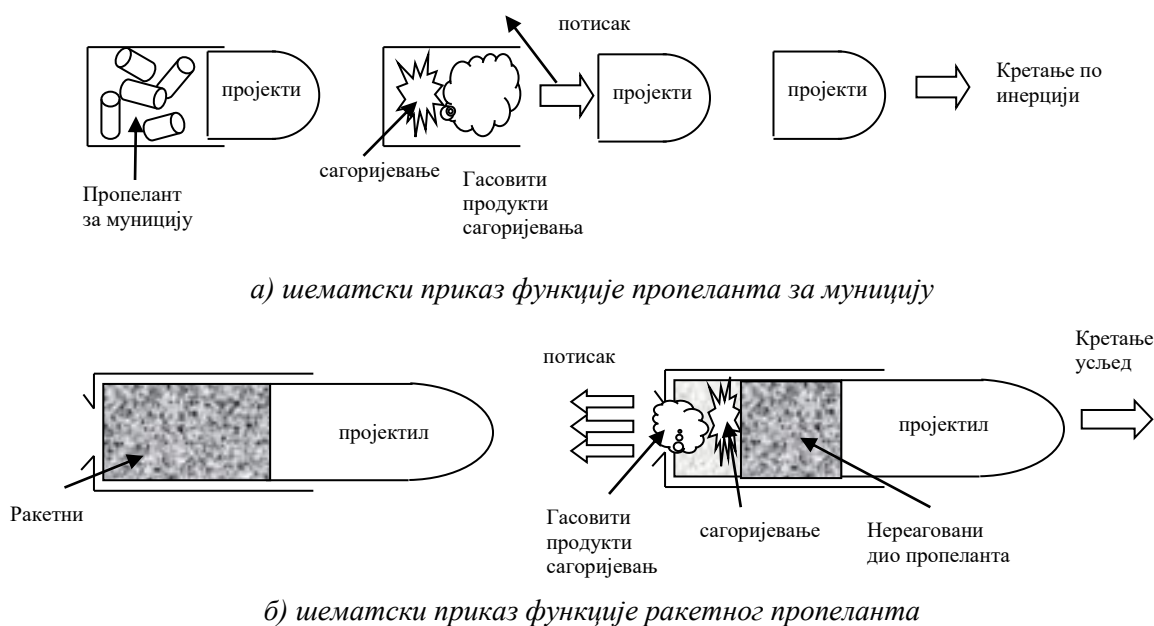 потисак
пројекти
пројекти
пројекти
Кретање по
инерцији
сагоријевање
Пропелант
за муницију
Гасовити
продукти
сагоријевања
а) шематски приказ функције пропеланта за муницију
Кретање
усљед
потисак
пројектил
пројектил
Ракетни
Гасовити
продукти
сагоријевањ
сагоријевање
Нереаговани
дио пропеланта
б) шематски приказ функције ракетног пропеланта